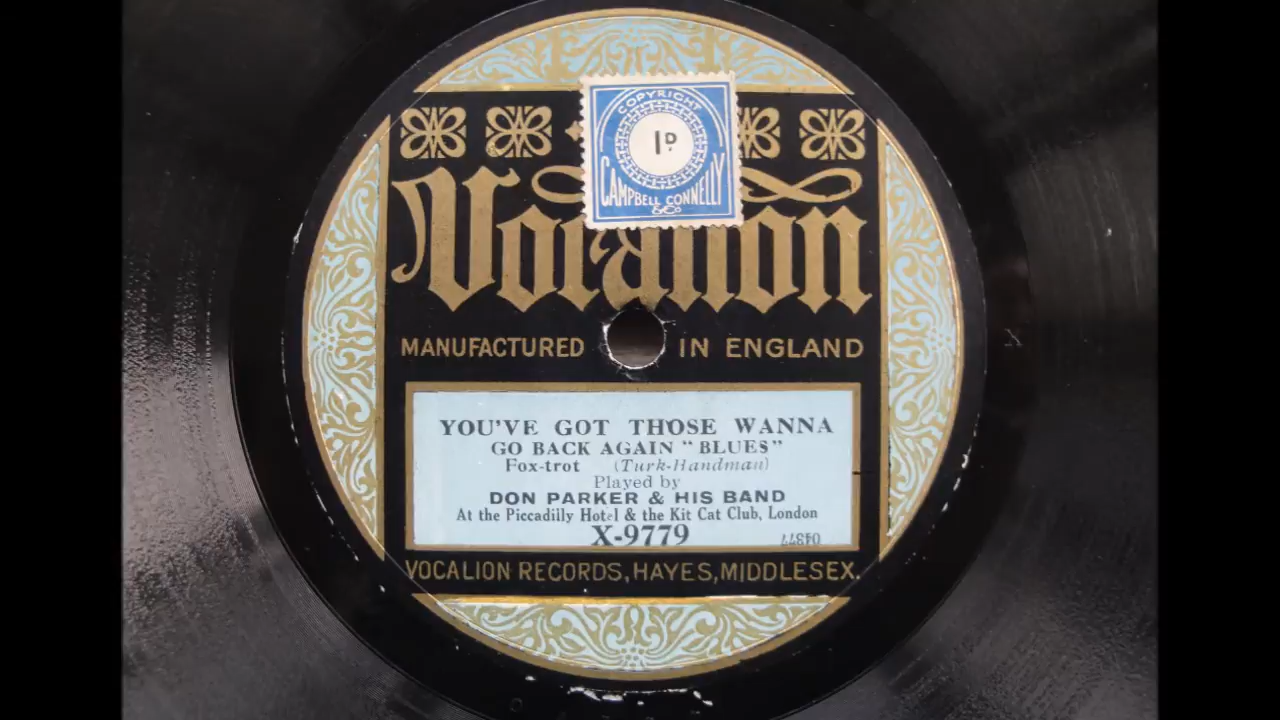 COPYRIGHT
1D
CAMPBELL CONNELLY
& Co
Vocalion
MANUFACTURED IN ENGLAND
YOU'VE GOT THOSE WANNA
GO BACK AGAIN "BLUES"
Fox-trot (Turk-Handman)
Played by
DON PARKER & HIS BAND
At the Piccadilly Hotel & the Kit Cat Club, London
X-9779
04377
VOCALION RECORDS, HAYES, MIDDLESEX.